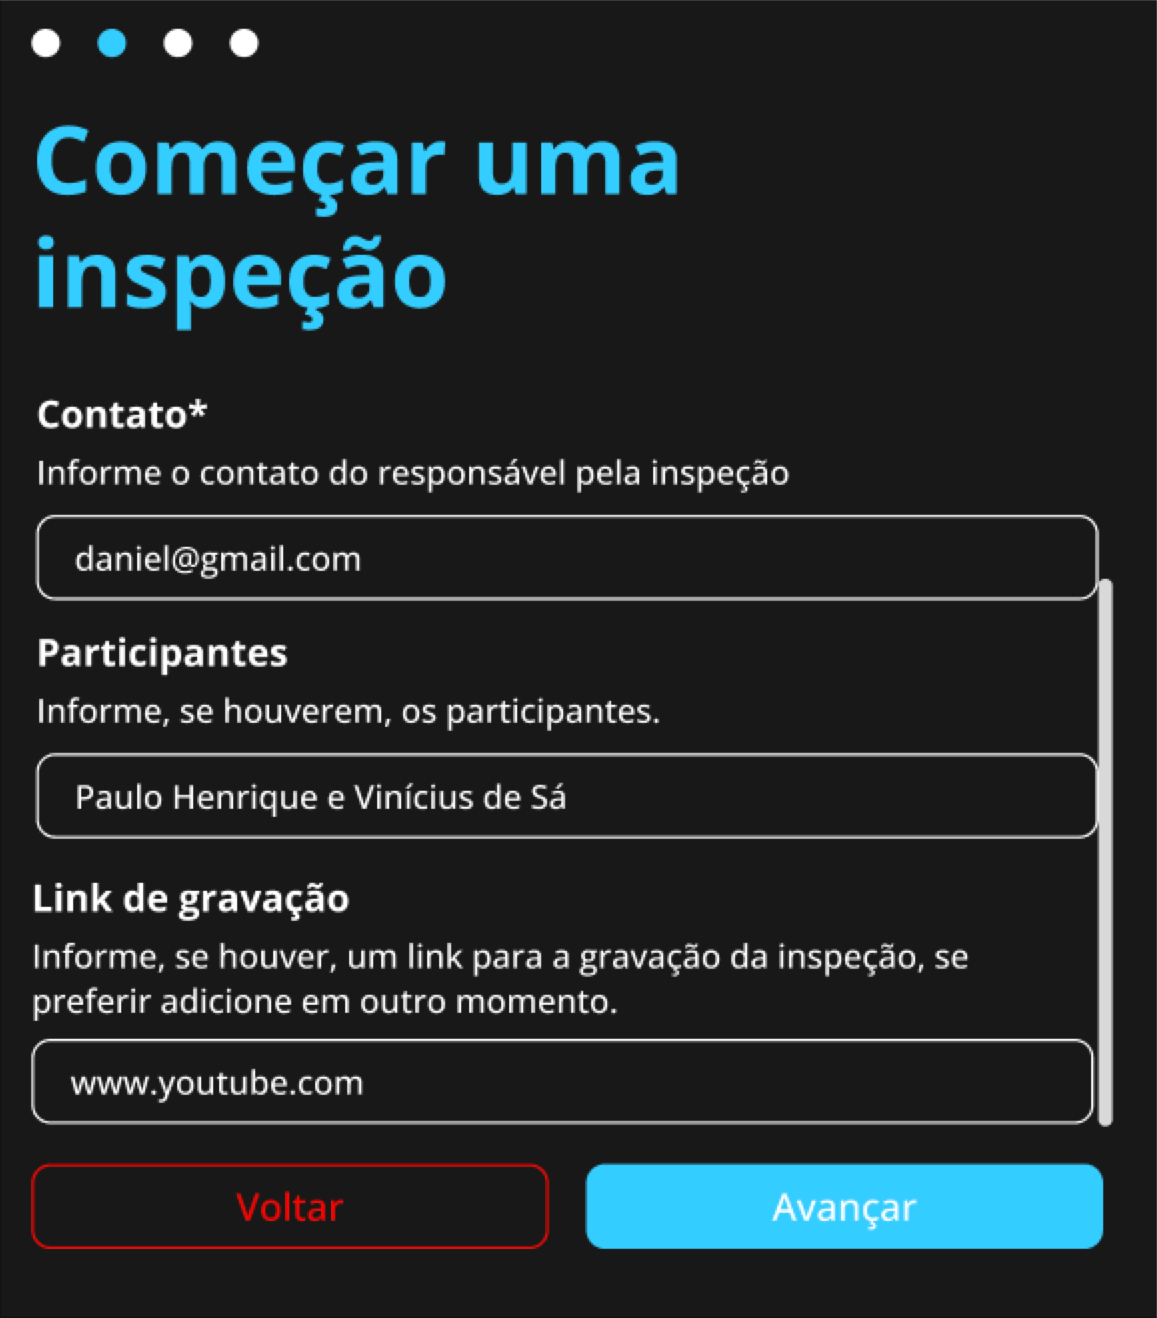 Começar uma
inspeção
Contato*
Informe o contato do responsável pela inspeção
daniel@gmail.com
Participantes
Informe, se houverem, os participantes.
Paulo Henrique e Vinícius de Sá
Link de gravação
Informe, se houver, um link para a gravação da inspeção, se
preferir adicione em outro momento.
www.youtube.com
Voltar
Avançar